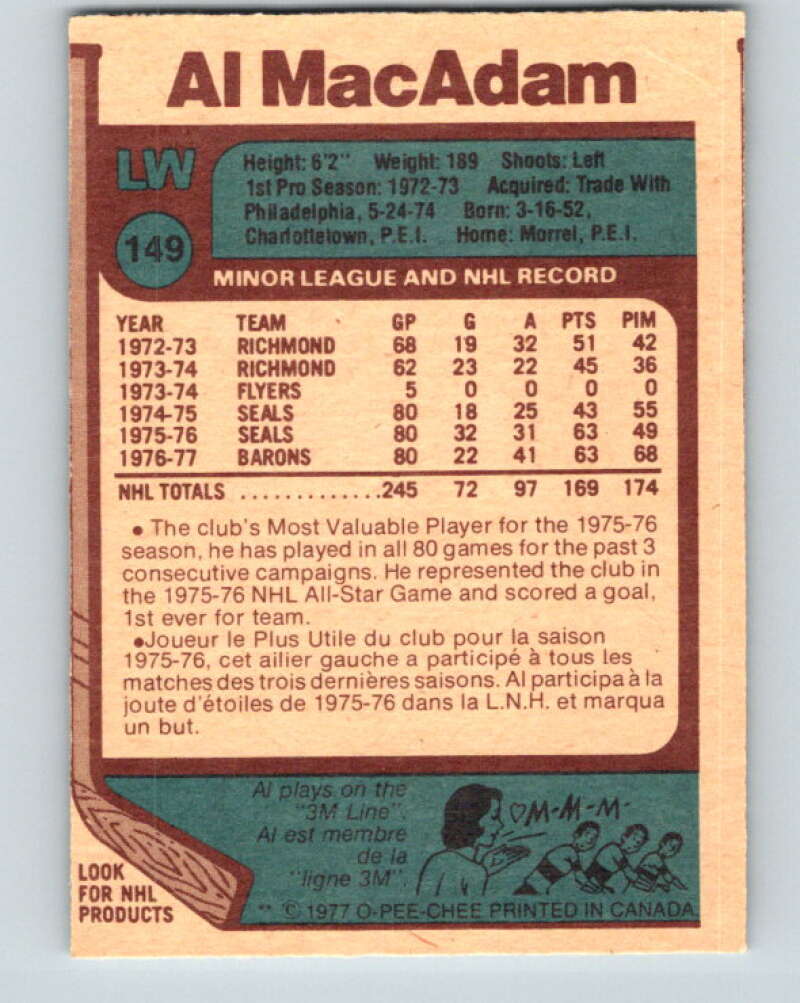 Al MacAdam
LW
Height: 6'2" Weight: 189 Shoots: Left
1st Pro Season: 1972-73 Acquired: Trade With
Philadelphia, 5-24-74 Born: 3-16-52,
Charlottetown, P.E.I. Home: Morrel, P.E.I.
149
MINOR LEAGUE AND NHL RECORD
YEAR TEAM GP G A PTS PIM
1972-73 RICHMOND 68 19 32 51 42
1973-74 RICHMOND 62 23 22 45 36
1973-74 FLYERS 5 0 0 0 0
1974-75 SEALS 80 18 25 43 55
1975-76 SEALS 80 32 31 63 49
1976-77 BARONS 80 22 41 63 68
NHL TOTALS .............245 72 97 169 174
• The club's Most Valuable Player for the 1975-76
season, he has played in all 80 games for the past 3
consecutive campaigns. He represented the club in
the 1975-76 NHL All-Star Game and scored a goal,
1st ever for team.
•Joueur le Plus Utile du club pour la saison
1975-76, cet ailier gauche a participé à tous les
matches des trois dernières saisons. Al participa à la
joute d'étoiles de 1975-76 dans la L.N.H. et marqua
un but.
Al plays on the
"3M Line".
Al est membre
de la
"ligne 3M".
♡M-M-M-
LOOK
FOR NHL
PRODUCTS
** © 1977 O-PEE-CHEE PRINTED IN CANADA